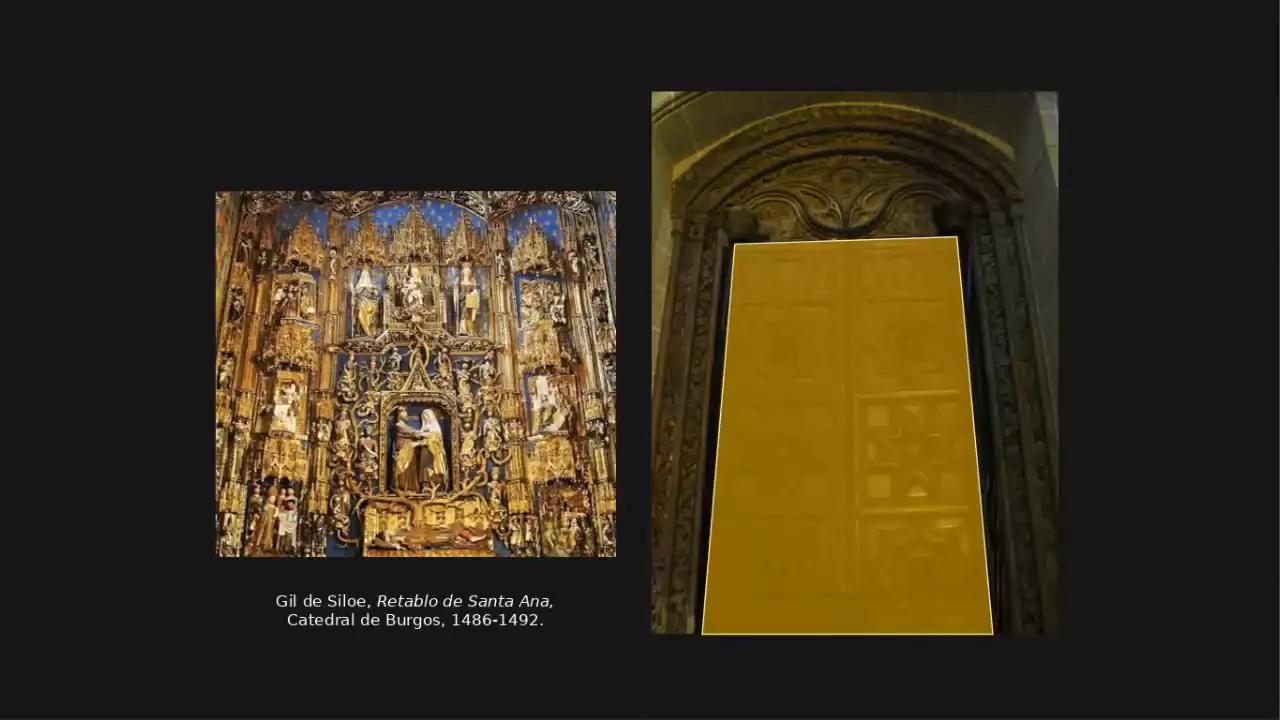 Gil de Siloe, Retablo de Santa Ana,
Catedral de Burgos, 1486-1492.